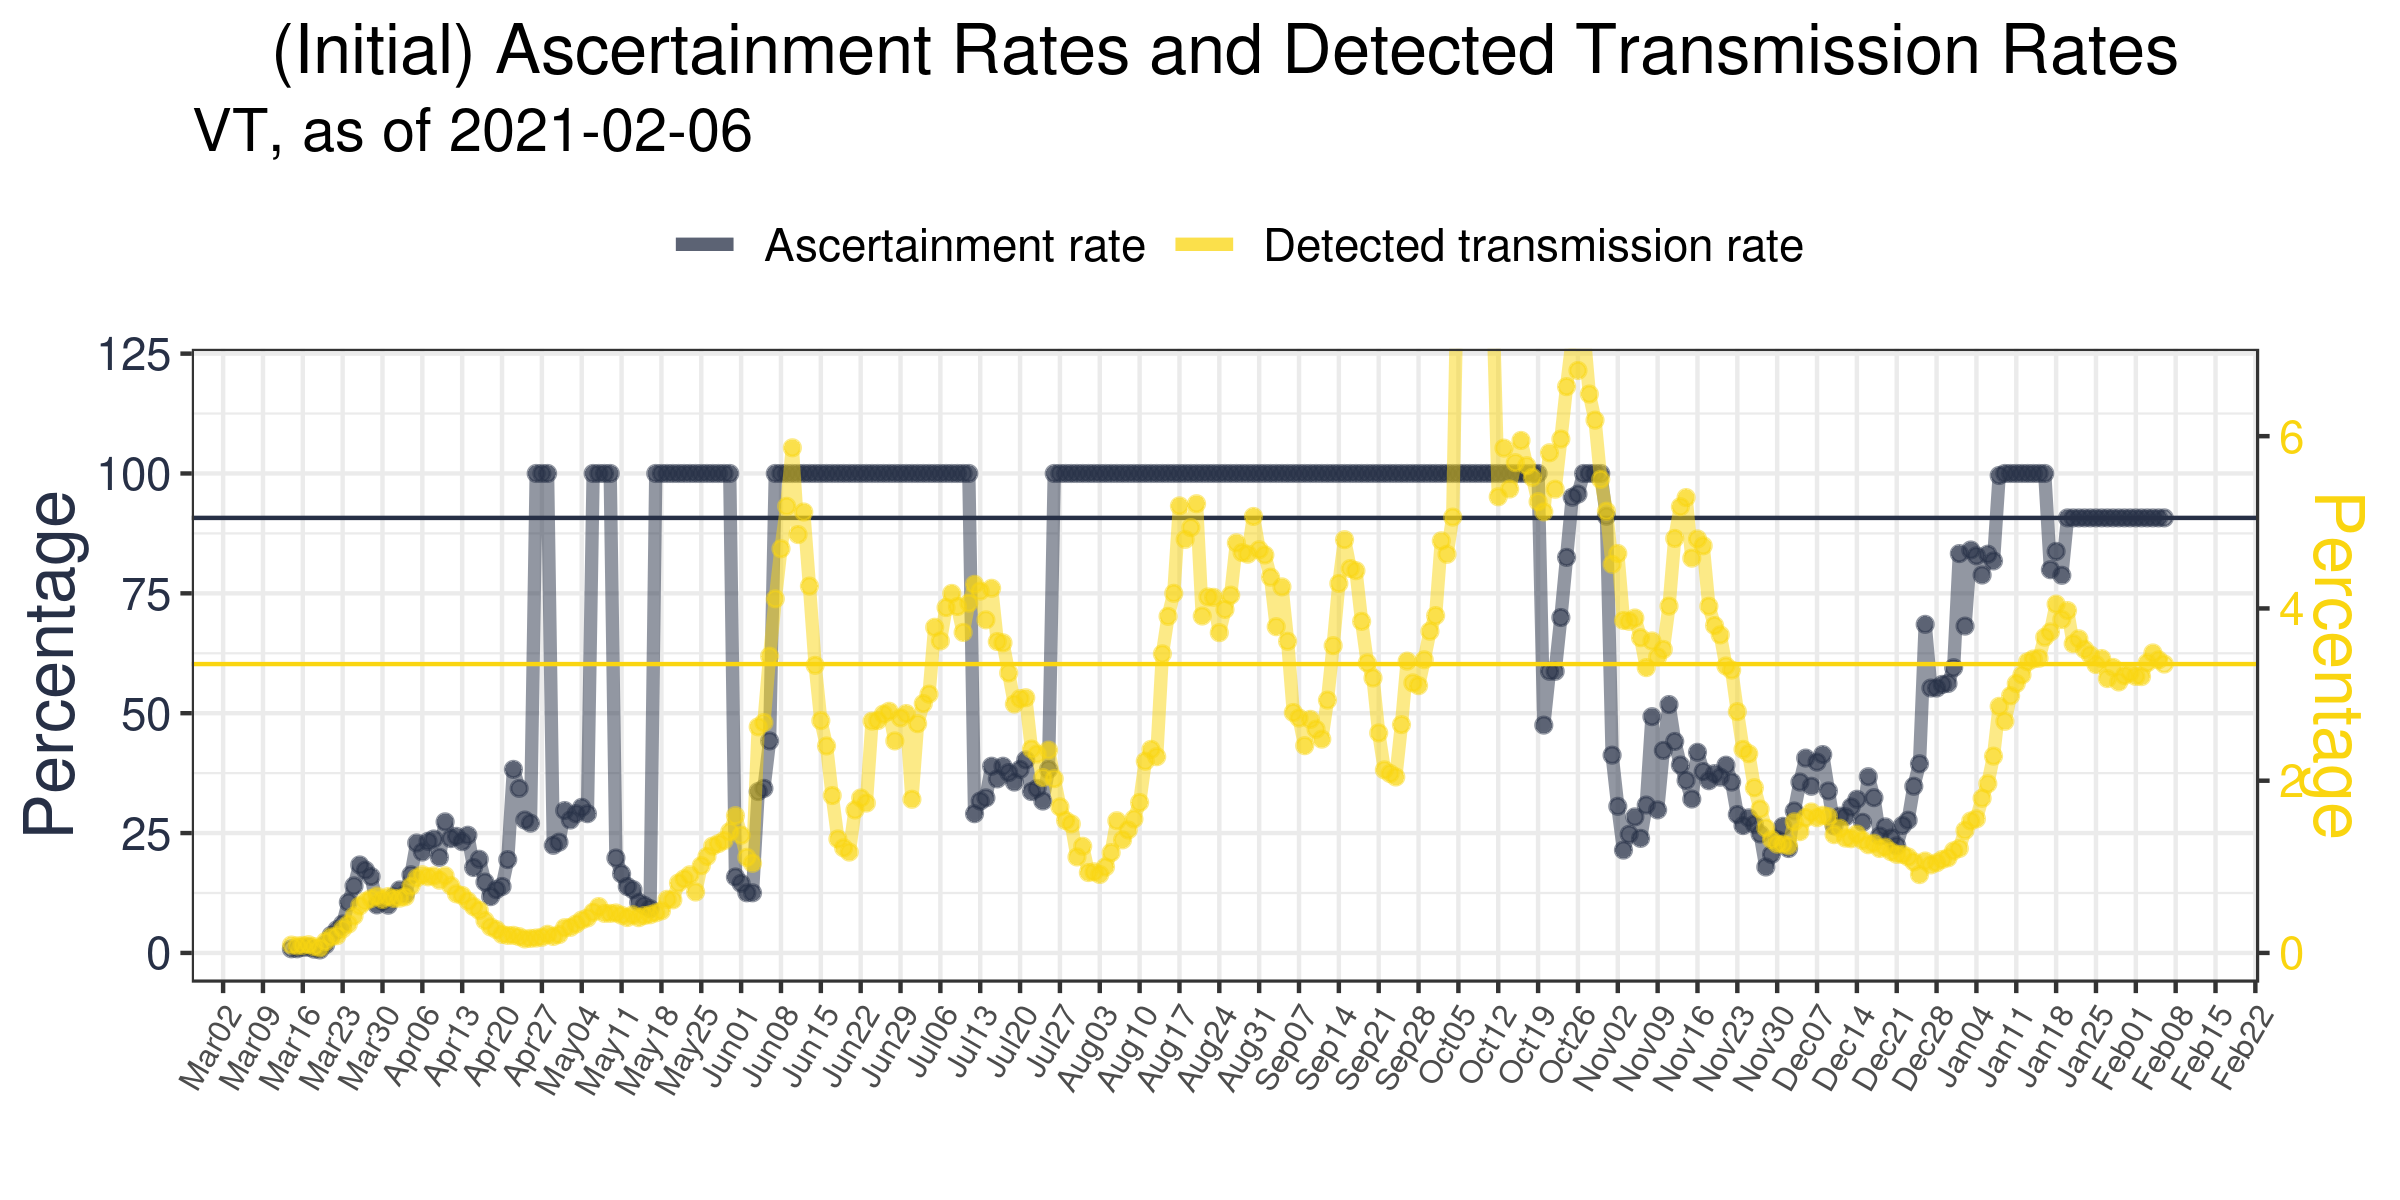 (Initial) Ascertainment Rates and Detected Transmission Rates
VT, as of 2021-02-06
Ascertainment rate
Detected transmission rate
125
100
75
50
25
0
Percentage
6
4
2
0
Percentage
Mar02
Mar09
Mar16
Mar23
Mar30
Apr06
Apr13
Apr20
Apr27
May04
May11
May18
May25
Jun01
Jun08
Jun15
Jun22
Jun29
Jul06
Jul13
Jul20
Jul27
Aug03
Aug10
Aug17
Aug24
Aug31
Sep07
Sep14
Sep21
Sep28
Oct05
Oct12
Oct19
Oct26
Nov02
Nov09
Nov16
Nov23
Nov30
Dec07
Dec14
Dec21
Dec28
Jan04
Jan11
Jan18
Jan25
Feb01
Feb08
Feb15
Feb22